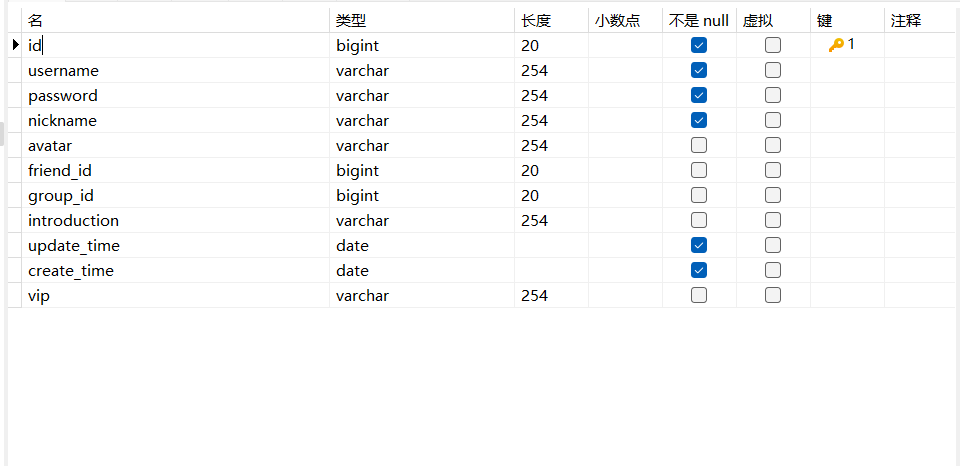 名 类型 长度 小数点 不是 null 虚拟 键 注释
id bigint 20 1
username varchar 254
password varchar 254
nickname varchar 254
avatar varchar 254
friend_id bigint 20
group_id bigint 20
introduction varchar 254
update_time date
create_time date
vip varchar 254